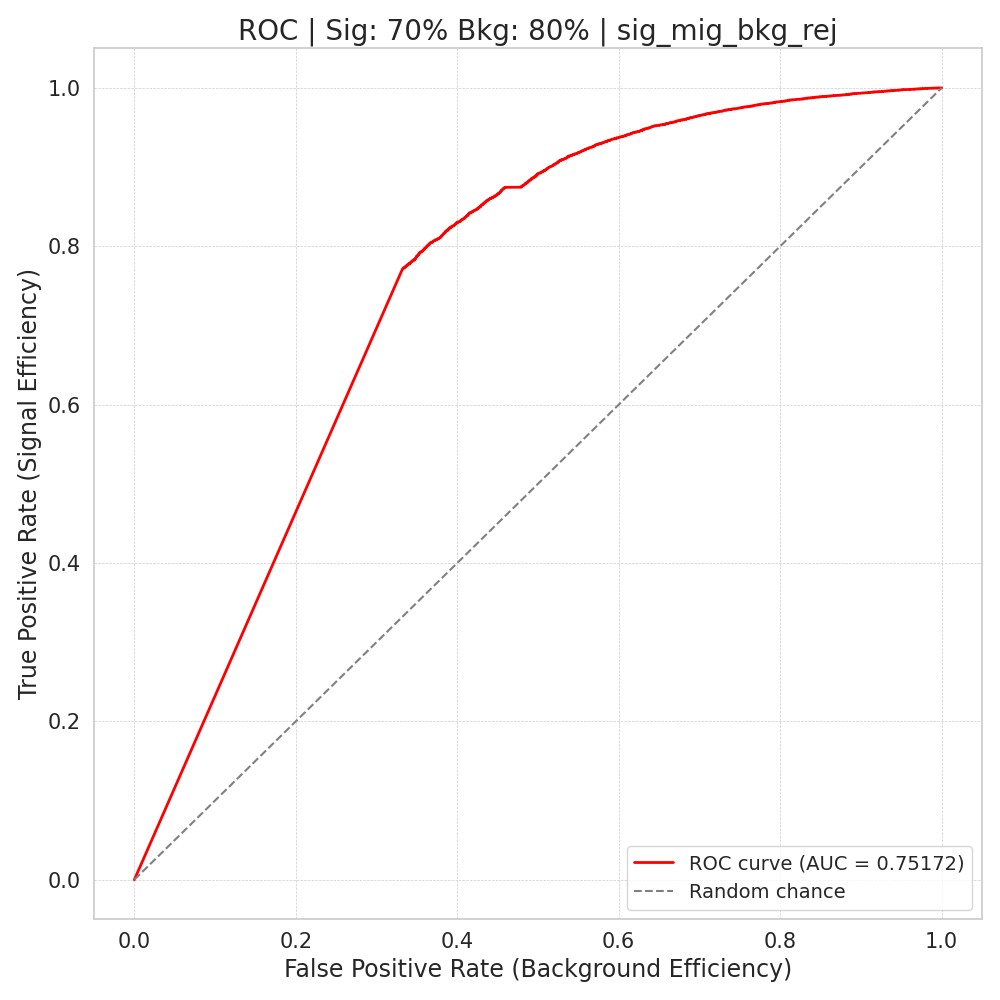 ROC | Sig: 70% Bkg: 80% | sig_mig_bkg_rej
True Positive Rate (Signal Efficiency)
1.0
0.8
0.6
0.4
0.2
0.0
ROC curve (AUC = 0.75172)
Random chance
0.0 0.2 0.4 0.6 0.8 1.0
False Positive Rate (Background Efficiency)